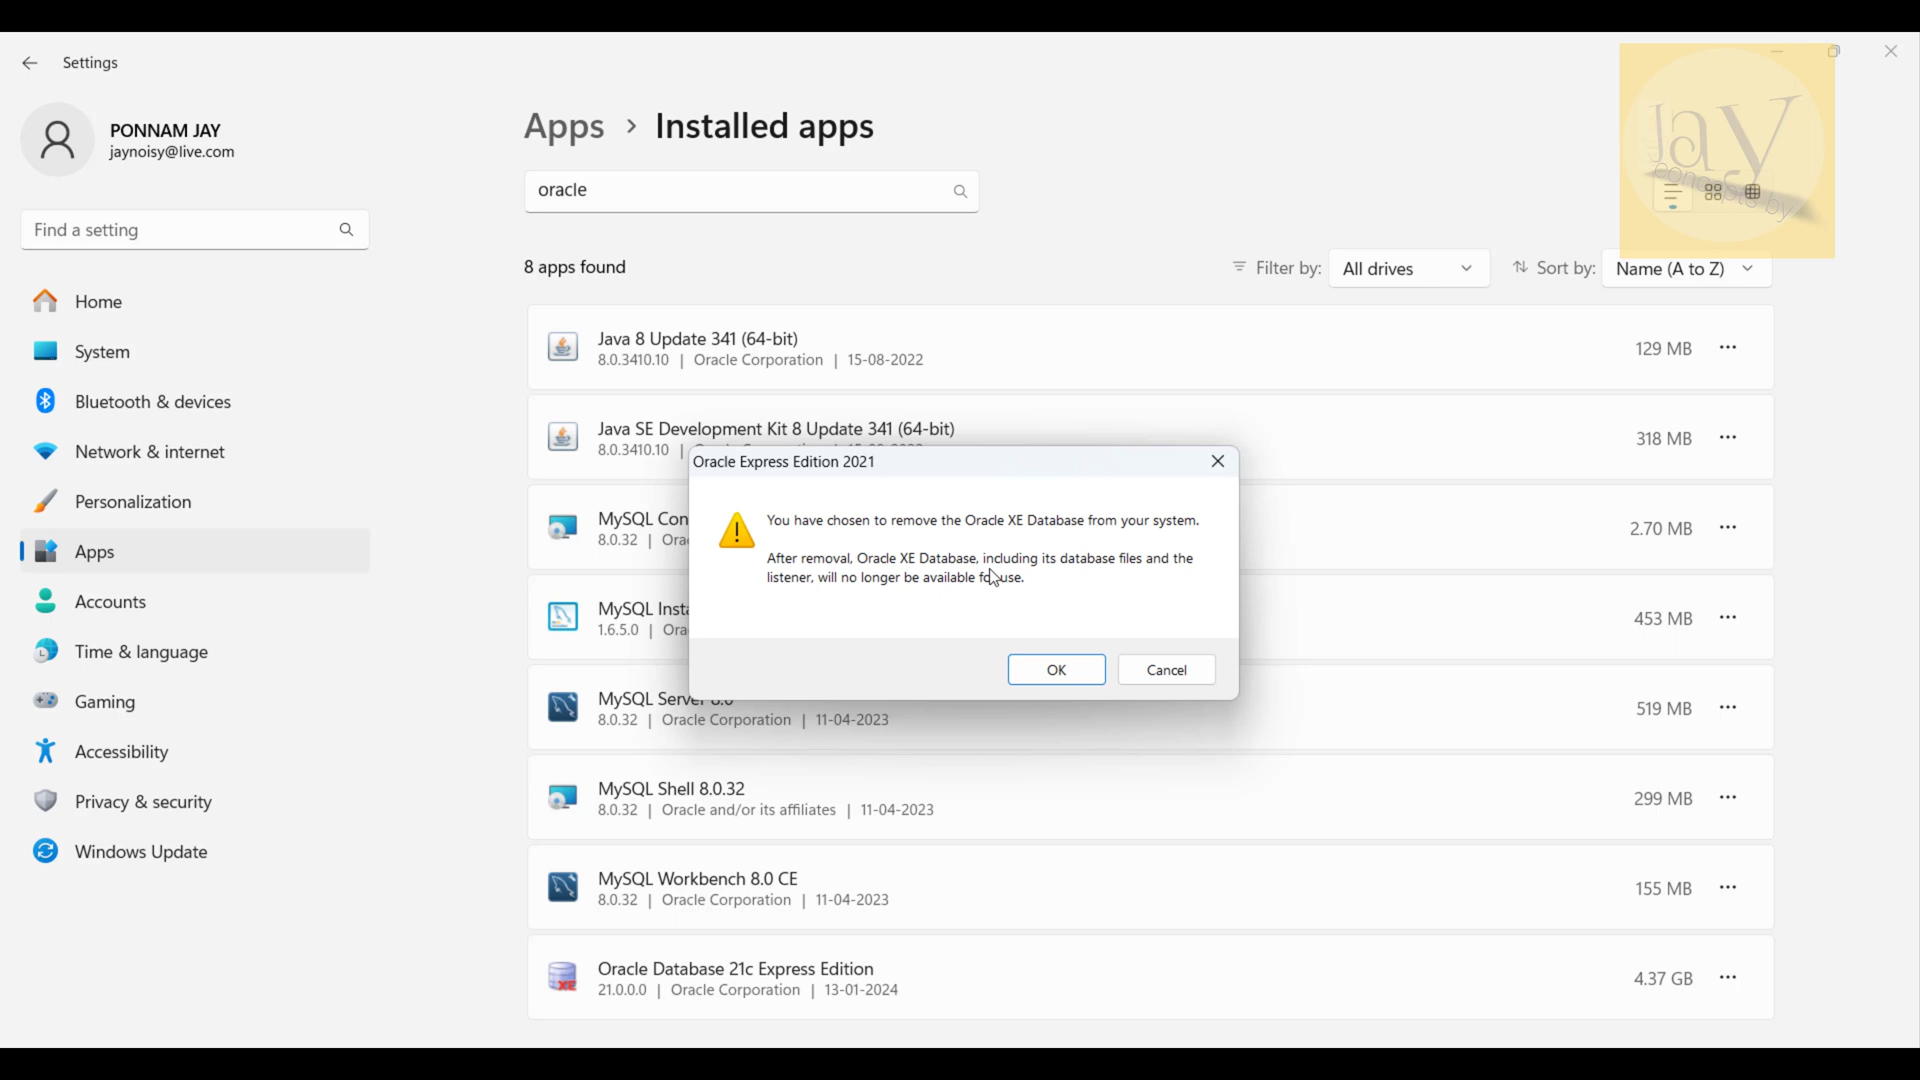 Settings
PONNAM JAY
jaynoisy@live.com
Find a setting
Home
System
Bluetooth & devices
Network & internet
Personalization
Apps
Accounts
Time & language
Gaming
Accessibility
Privacy & security
Windows Update
Apps > Installed apps
oracle
Jay
concepts by
8 apps found
Filter by: All drives
Sort by: Name (A to Z)
Java 8 Update 341 (64-bit)
8.0.3410.10 | Oracle Corporation | 15-08-2022
129 MB
Java SE Development Kit 8 Update 341 (64-bit)
8.0.3410.10 |
318 MB
MySQL Con
8.0.32 | Ora
2.70 MB
MySQL Insta
1.6.5.0 | Ora
453 MB
MySQL Server 8.0
8.0.32 | Oracle Corporation | 11-04-2023
519 MB
MySQL Shell 8.0.32
8.0.32 | Oracle and/or its affiliates | 11-04-2023
299 MB
MySQL Workbench 8.0 CE
8.0.32 | Oracle Corporation | 11-04-2023
155 MB
Oracle Database 21c Express Edition
21.0.0.0 | Oracle Corporation | 13-01-2024
4.37 GB
Oracle Express Edition 2021
You have chosen to remove the Oracle XE Database from your system.
After removal, Oracle XE Database, including its database files and the
listener, will no longer be available for use.
OK
Cancel